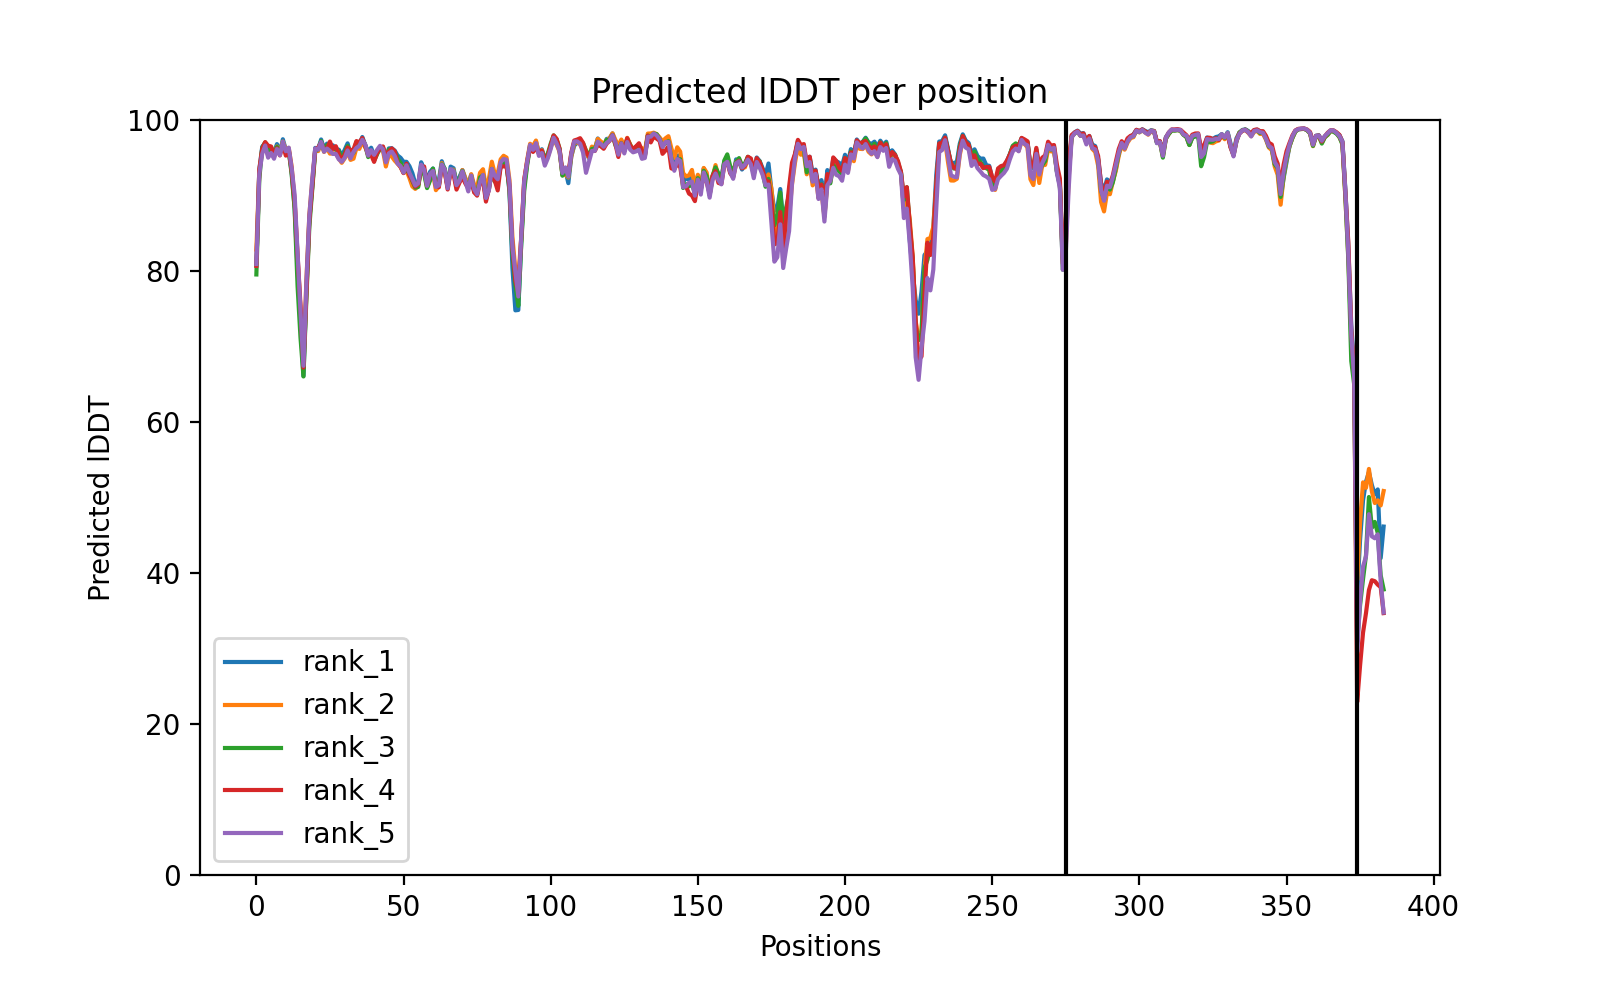 Predicted lDDT per position
100
80
60
40
20
0
Predicted lDDT
rank_1
rank_2
rank_3
rank_4
rank_5
0 50 100 150 200 250 300 350 400
Positions